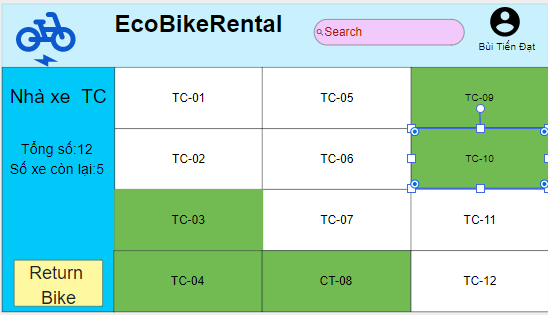 EcoBikeRental
Search
Bùi Tiến Đạt
Nhà xe TC
Tổng số:12
Số xe còn lại:5
Return
Bike
TC-01
TC-05
TC-09
TC-02
TC-06
TC-10
TC-03
TC-07
TC-11
TC-04
CT-08
TC-12